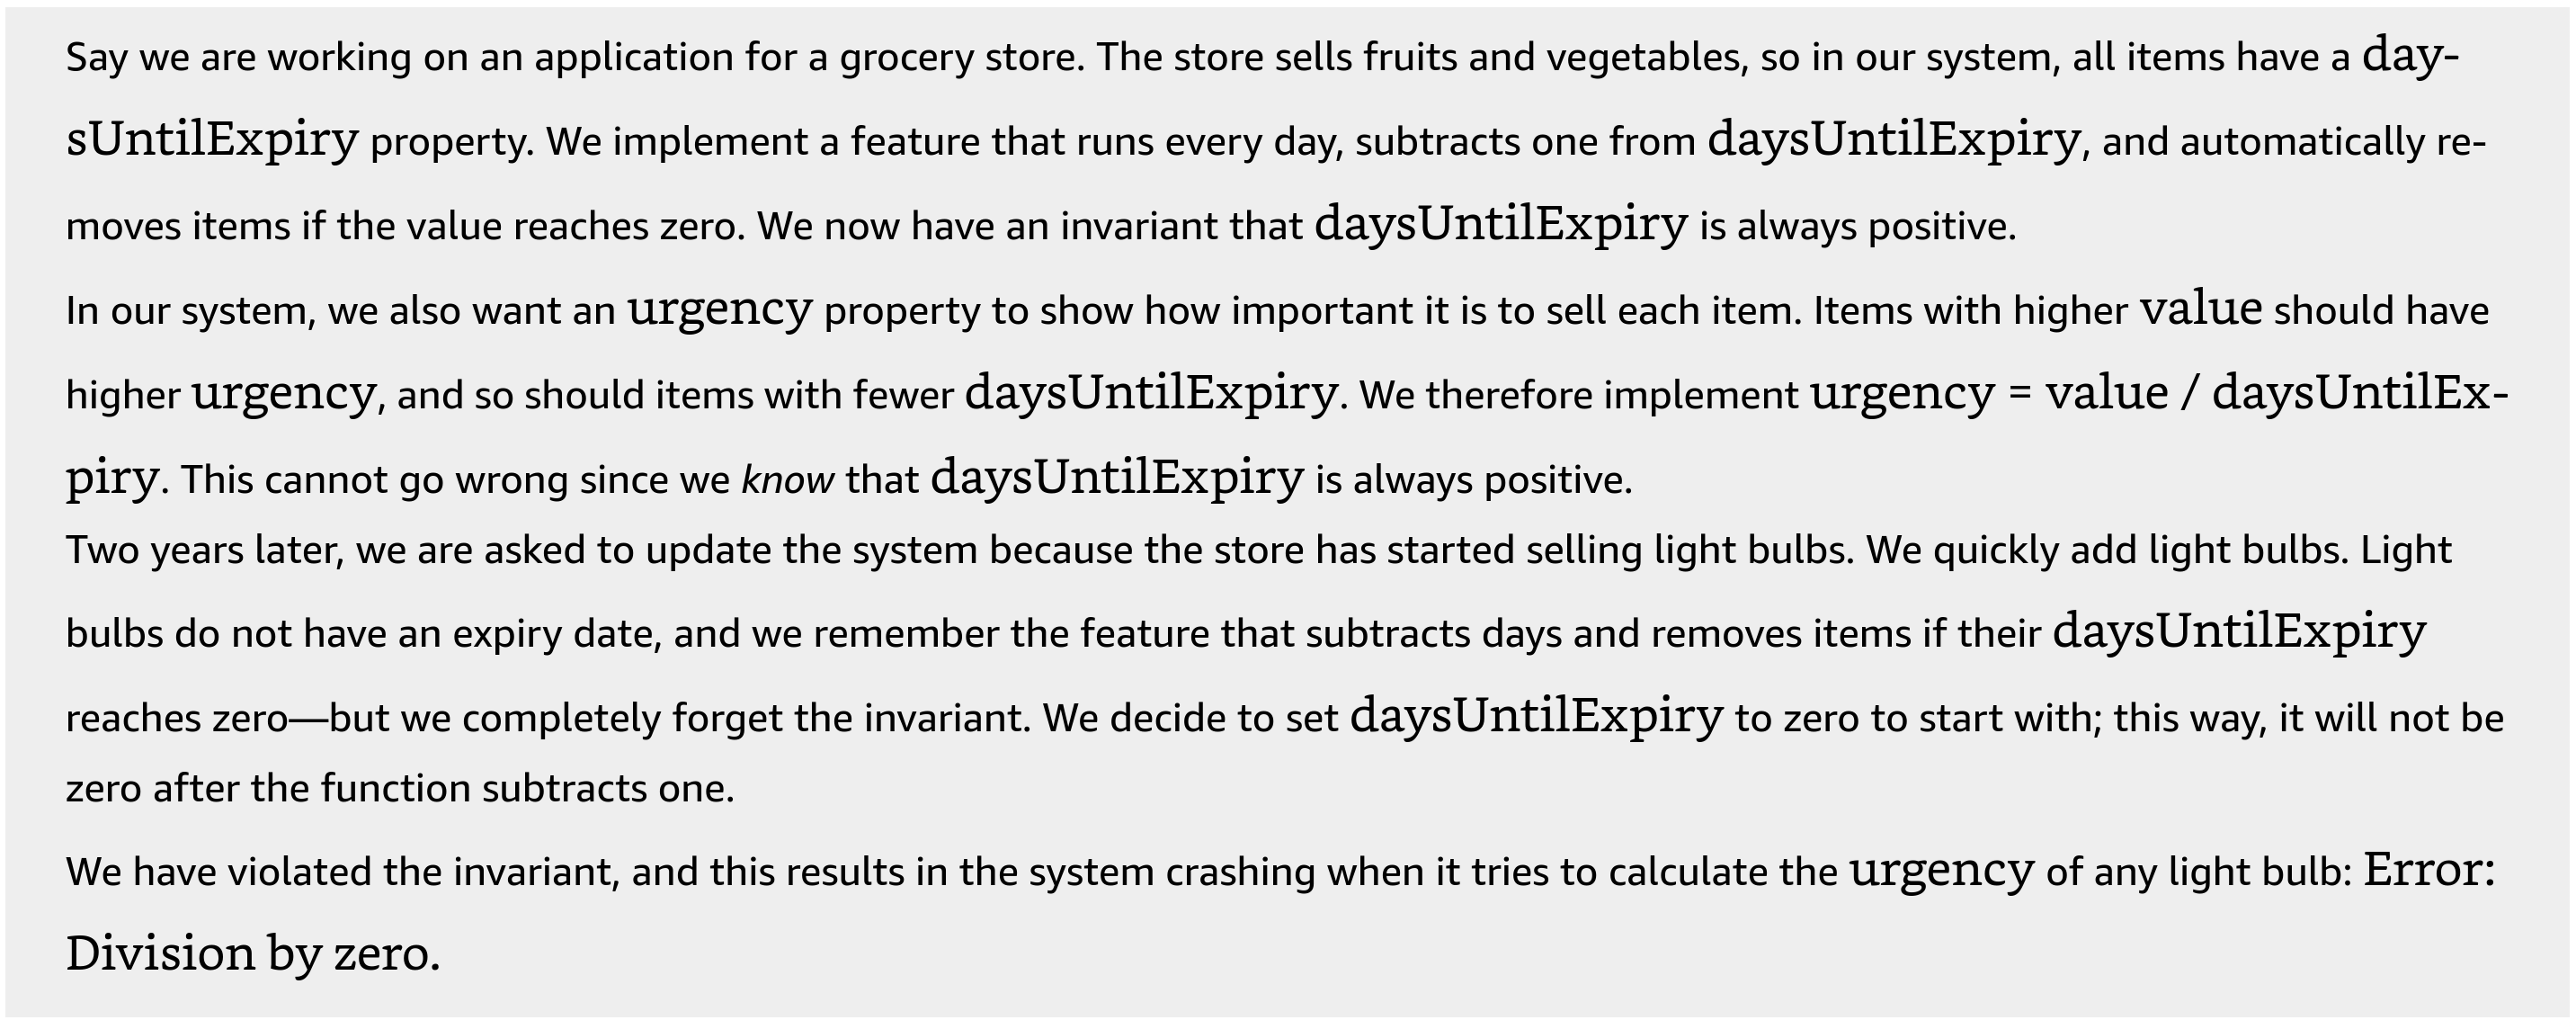 Say we are working on an application for a grocery store. The store sells fruits and vegetables, so in our system, all items have a day-
sUntilExpiry property. We implement a feature that runs every day, subtracts one from daysUntilExpiry, and automatically re-
moves items if the value reaches zero. We now have an invariant that daysUntilExpiry is always positive.
In our system, we also want an urgency property to show how important it is to sell each item. Items with higher value should have
higher urgency, and so should items with fewer daysUntilExpiry. We therefore implement urgency = value / daysUntilEx-
piry. This cannot go wrong since we know that daysUntilExpiry is always positive.
Two years later, we are asked to update the system because the store has started selling light bulbs. We quickly add light bulbs. Light
bulbs do not have an expiry date, and we remember the feature that subtracts days and removes items if their daysUntilExpiry
reaches zero—but we completely forget the invariant. We decide to set daysUntilExpiry to zero to start with; this way, it will not be
zero after the function subtracts one.
We have violated the invariant, and this results in the system crashing when it tries to calculate the urgency of any light bulb: Error:
Division by zero.